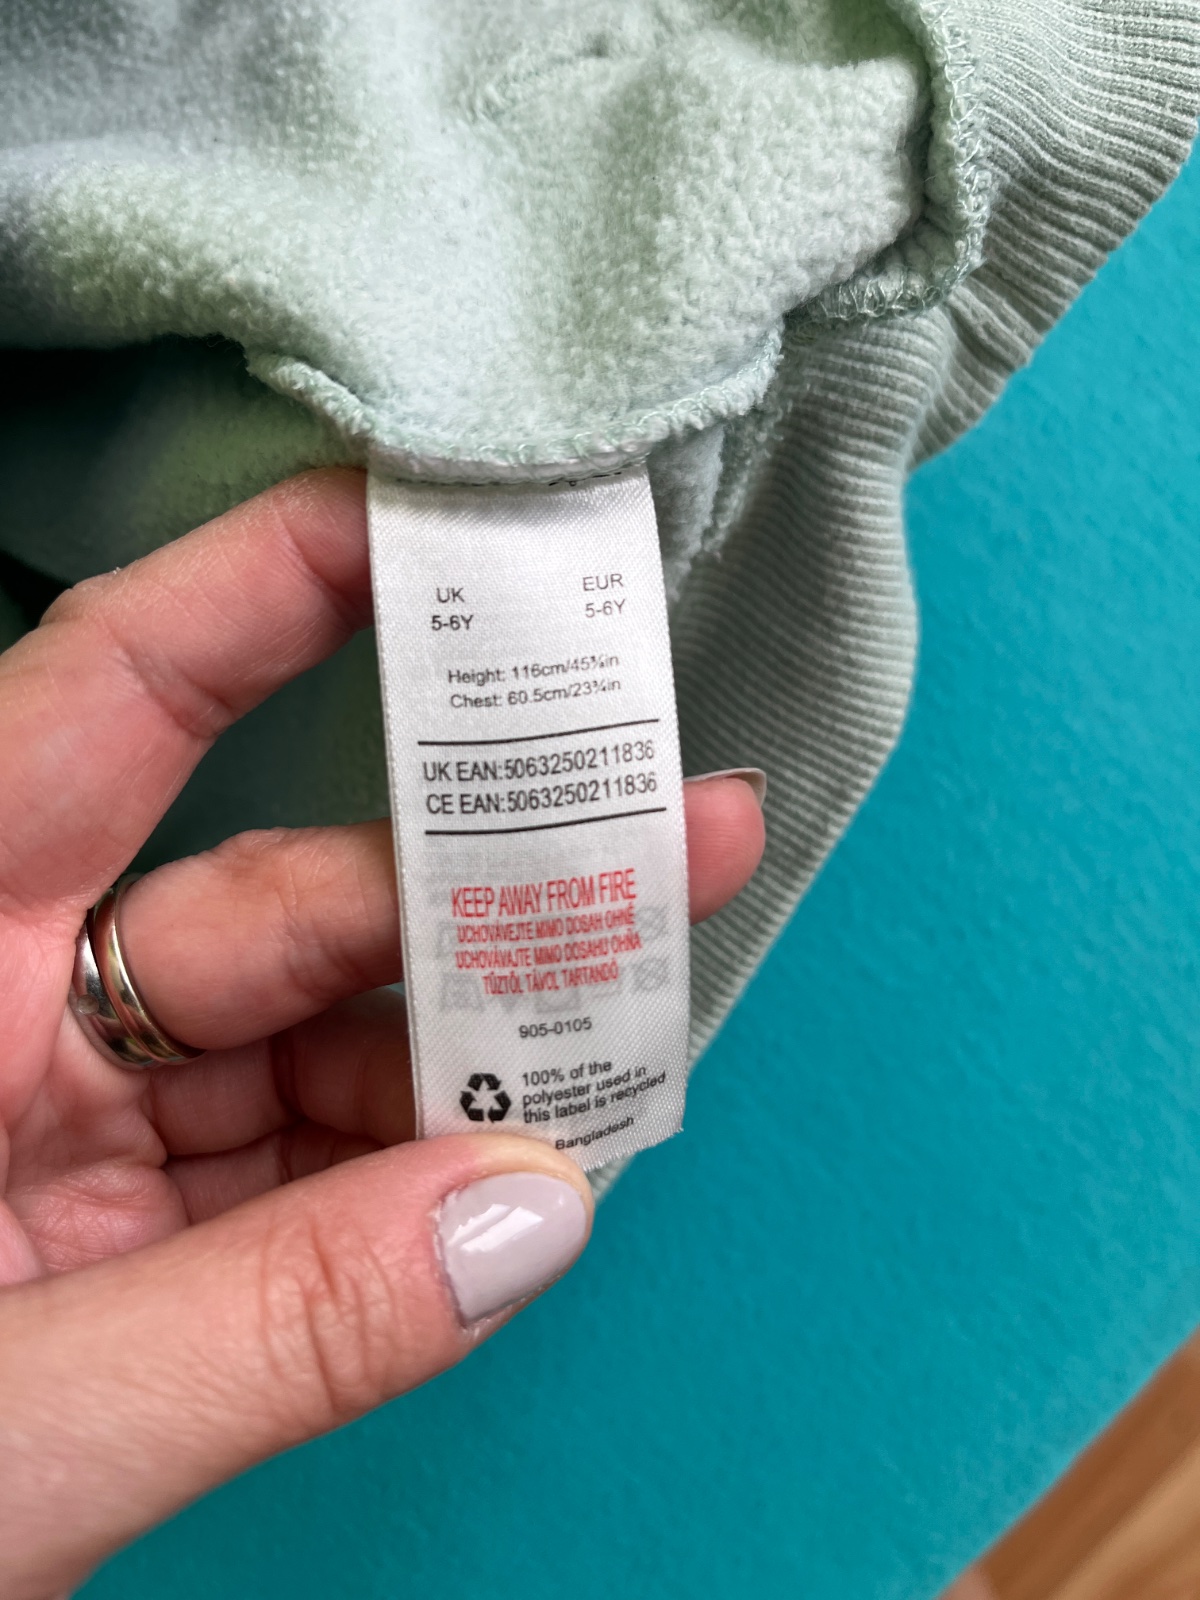 UK EUR
5-6Y 5-6Y
Height: 116cm/45¾in
Chest: 60.5cm/23¾in
UK EAN:5063250211836
CE EAN:5063250211836
KEEP AWAY FROM FIRE
UCHOVÁVEJTE MIMO DOSAH OHNĚ
UCHOVÁVAJTE MIMO DOSAHU OHŇA
TŰZTŐL TÁVOL TARTANDÓ
905-0105
100% of the
polyester used in
this label is recycled
Bangladesh